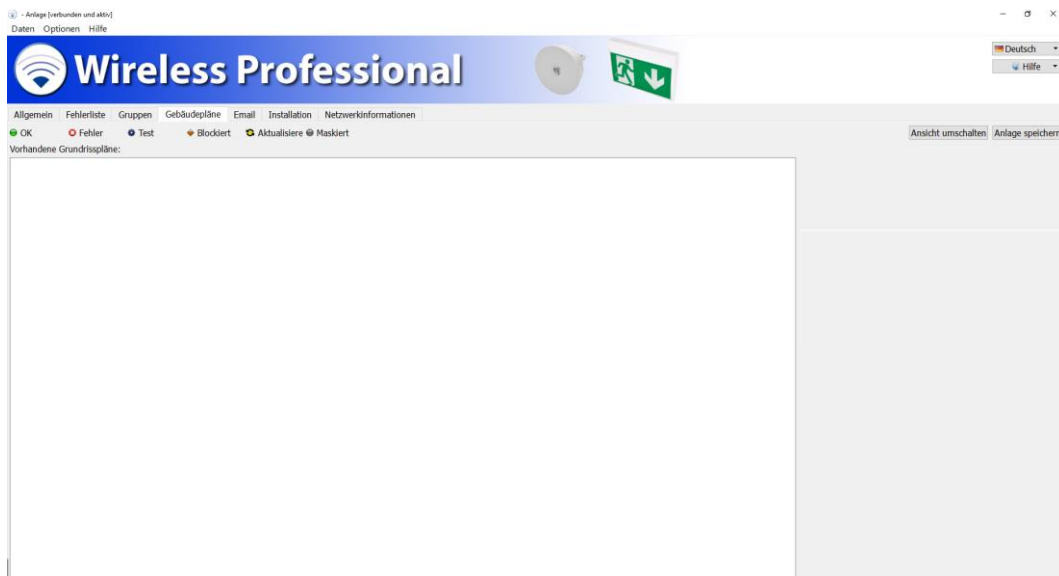 - Anlage [verbunden und aktiv]
Daten Optionen Hilfe
Wireless Professional
Deutsch
Hilfe
Allgemein Fehlerliste Gruppen Gebäudepläne Email Installation Netzwerkinformationen
OK Fehler Test Blockiert Aktualisiere Maskiert Ansicht umschalten Anlage speichern
Vorhandene Grundrisspläne: